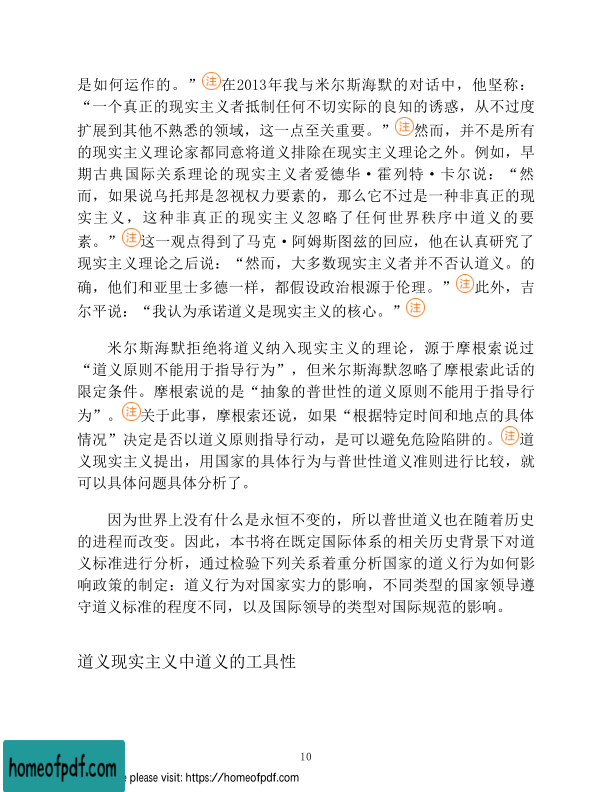 是如何运作的。”注在2013年我与米尔斯海默的对话中，他坚称：
“一个真正的现实主义者抵制任何不切实际的良知的诱惑，从不过度
扩展到其他不熟悉的领域，这一点至关重要。”注然而，并不是所有
的现实主义理论家都同意将道义排除在现实主义理论之外。例如，早
期古典国际关系理论的现实主义者爱德华·霍列特·卡尔说：“然
而，如果说乌托邦是忽视权力要素的，那么它不过是一种非真正的现
实主义，这种非真正的现实主义忽略了任何世界秩序中道义的要
素。”注这一观点得到了马克·阿姆斯图兹的回应，他在认真研究了
现实主义理论之后说：“然而，大多数现实主义者并不否认道义。的
确，他们和亚里士多德一样，都假设政治根源于伦理。”注此外，吉
尔平说：“我认为承诺道义是现实主义的核心。”注
米尔斯海默拒绝将道义纳入现实主义的理论，源于摩根索说过
“道义原则不能用于指导行为”，但米尔斯海默忽略了摩根索此话的
限定条件。摩根索说的是“抽象的普世性的道义原则不能用于指导行
为”。注关于此事，摩根索还说，如果“根据特定时间和地点的具体
情况”决定是否以道义原则指导行动，是可以避免危险陷阱的。注道
义现实主义提出，用国家的具体行为与普世性道义准则进行比较，就
可以具体问题具体分析了。
因为世界上没有什么是永恒不变的，所以普世道义也在随着历史
的进程而改变。因此，本书将在既定国际体系的相关历史背景下对道
义标准进行分析，通过检验下列关系着重分析国家的道义行为如何影
响政策的制定：道义行为对国家实力的影响，不同类型的国家领导遵
守道义标准的程度不同，以及国际领导的类型对国际规范的影响。
道义现实主义中道义的工具性
10
homeofpdf.com
e please visit: https://homeofpdf.com